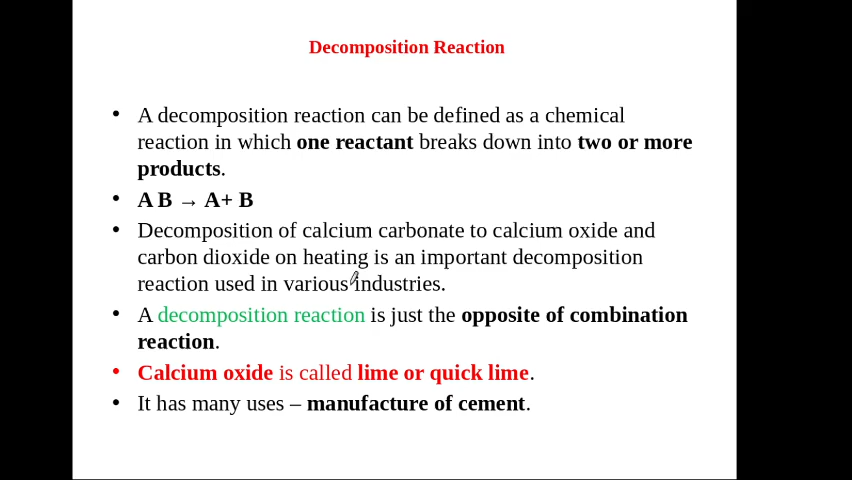 Decomposition Reaction
• A decomposition reaction can be defined as a chemical
reaction in which one reactant breaks down into two or more
products.
• A B → A+ B
• Decomposition of calcium carbonate to calcium oxide and
carbon dioxide on heating is an important decomposition
reaction used in various industries.
• A decomposition reaction is just the opposite of combination
reaction.
• Calcium oxide is called lime or quick lime.
• It has many uses – manufacture of cement.